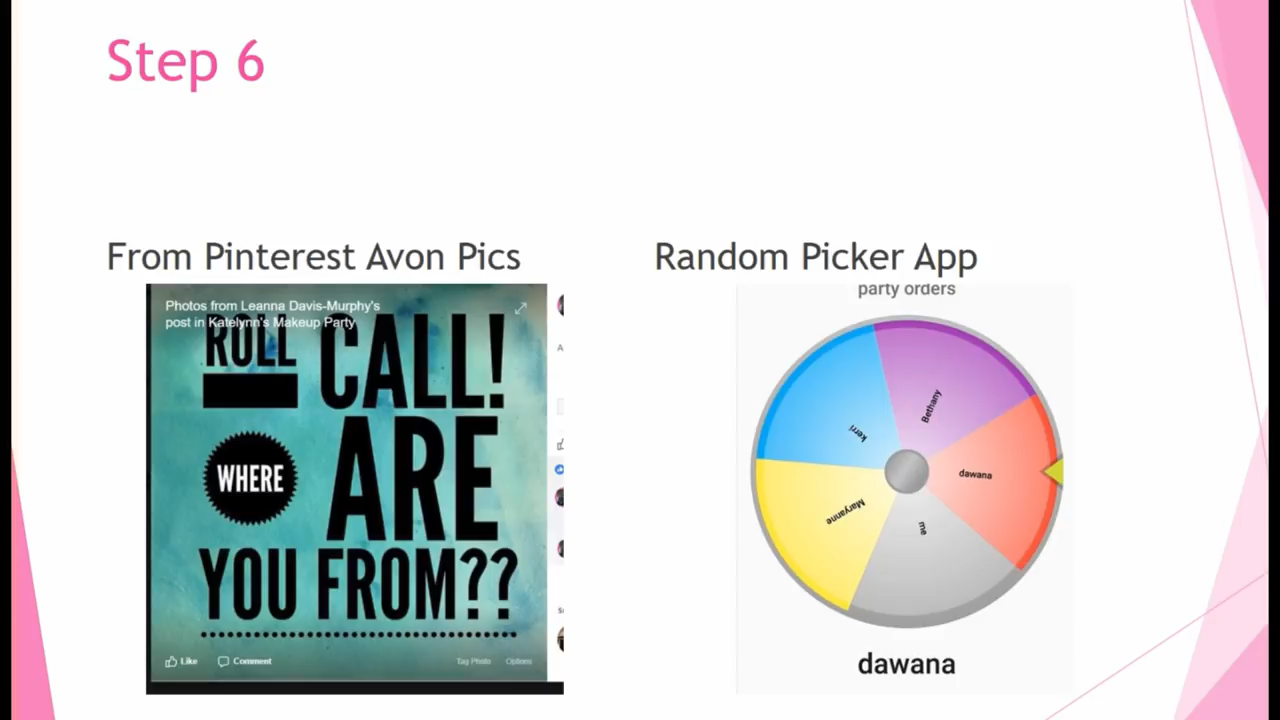 Step 6
From Pinterest Avon Pics
Photos from Leanna Davis-Murphy's
post in Katelynn's Makeup Party
ROLL CALL!
WHERE ARE
YOU FROM??
Like Comment Tag Photo Options
Random Picker App
party orders
Bethany
kerri
dawana
Maryanne
me
dawana